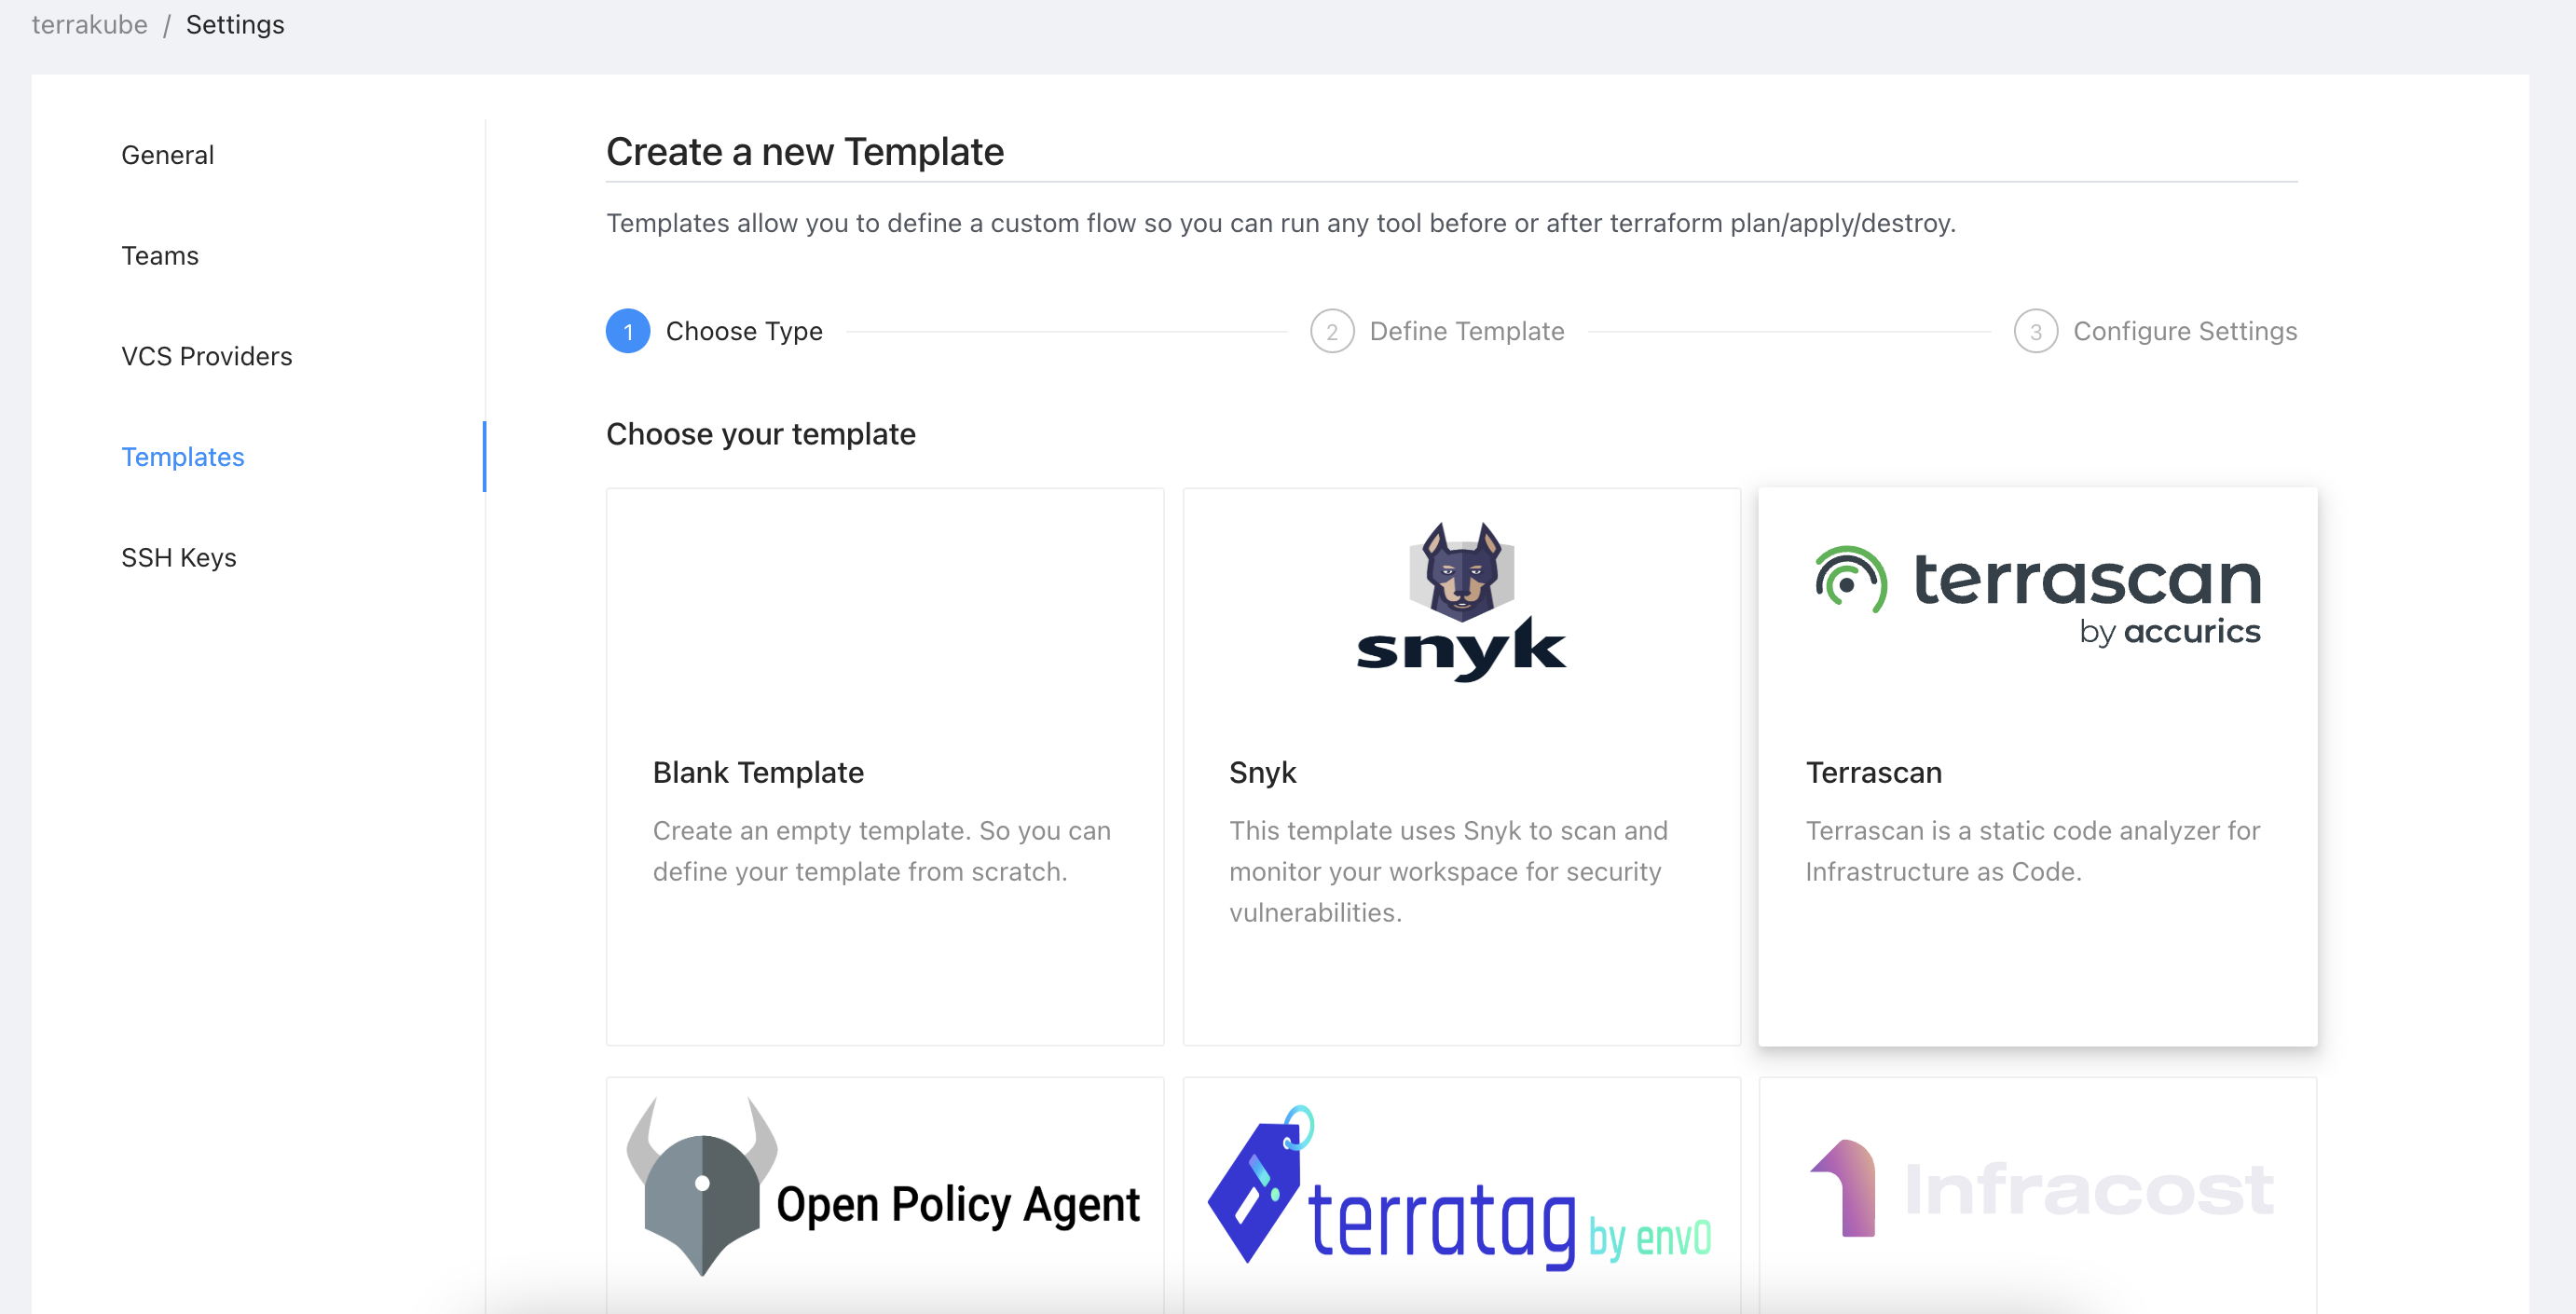 terrakube / Settings
General
Teams
VCS Providers
Templates
SSH Keys
Create a new Template
Templates allow you to define a custom flow so you can run any tool before or after terraform plan/apply/destroy.
1 Choose Type
2 Define Template
3 Configure Settings
Choose your template
Blank Template
Create an empty template. So you can
define your template from scratch.
snyk
Snyk
This template uses Snyk to scan and
monitor your workspace for security
vulnerabilities.
terrascan
by accurics
Terrascan
Terrascan is a static code analyzer for
Infrastructure as Code.
Open Policy Agent
terratag by env0
Infracost